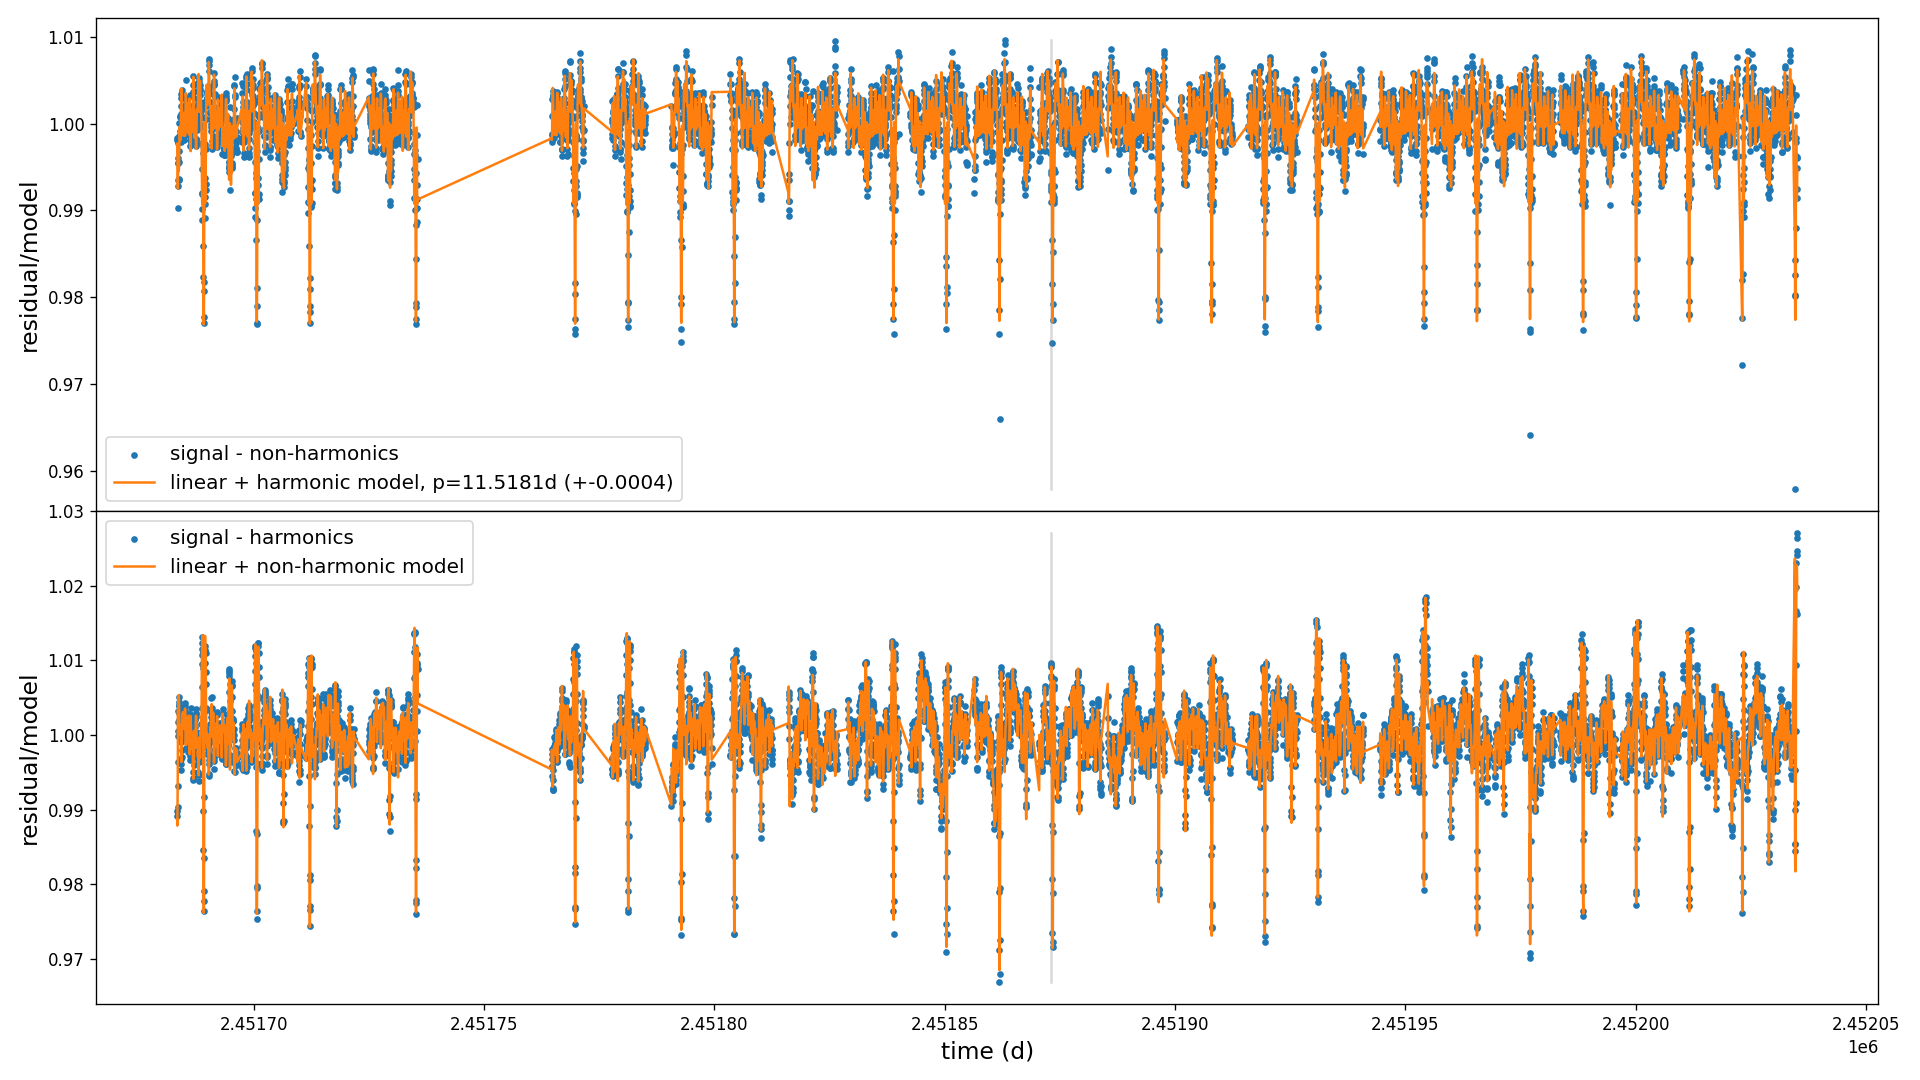 1.01
1.00
0.99
0.98
0.97
0.96
residual/model
signal - non-harmonics
linear + harmonic model, p=11.5181d (+-0.0004)
1.03
1.02
1.01
1.00
0.99
0.98
0.97
residual/model
signal - harmonics
linear + non-harmonic model
2.45170 2.45175 2.45180 2.45185 2.45190 2.45195 2.45200 2.45205
1e6
time (d)